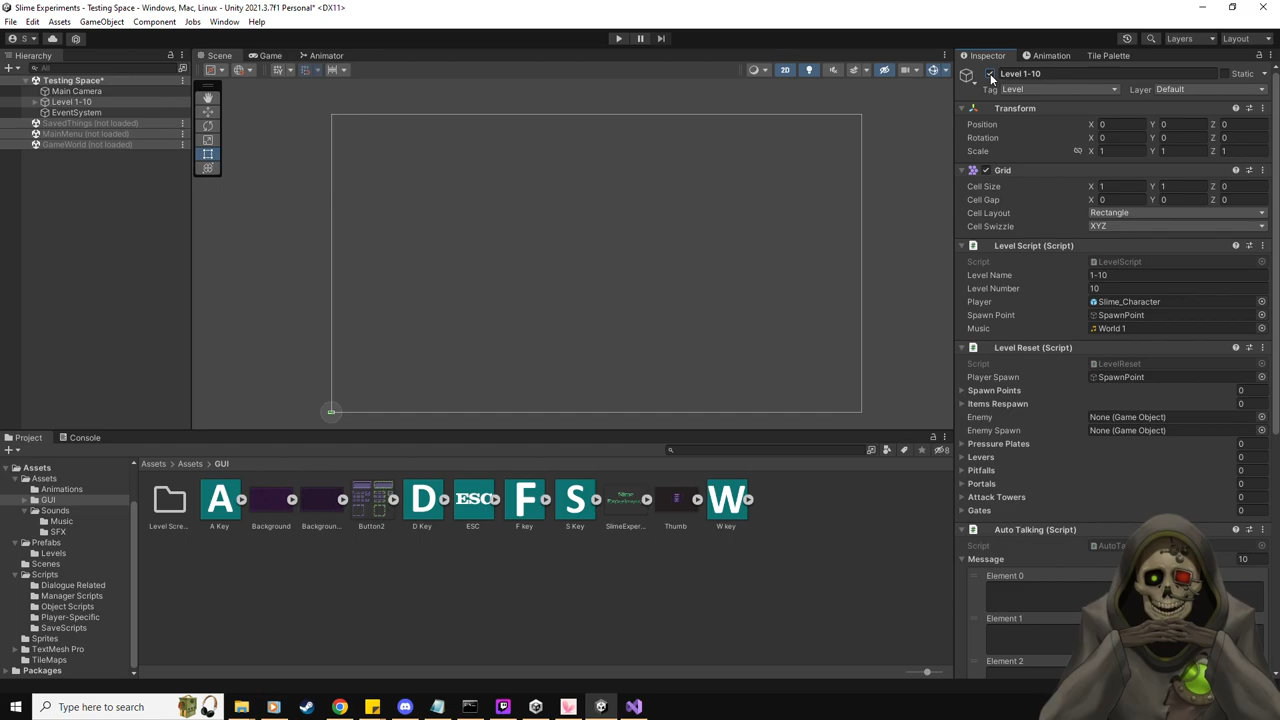 Slime Experiments - Testing Space - Windows, Mac, Linux - Unity 2021.3.7f1 Personal* <DX11>
File Edit Assets GameObject Component Jobs Window Help
S Layers Layout
Hierarchy Scene Game Animator Inspector Animation Tile Palette
All 2D Level 1-10 Static
Testing Space*
Main Camera Tag Level Layer Default
Level 1-10
EventSystem Transform
SavedThings (not loaded) Position X 0 Y 0 Z 0
MainMenu (not loaded) Rotation X 0 Y 0 Z 0
GameWorld (not loaded) Scale X 1 Y 1 Z 1
Grid
Cell Size X 1 Y 1 Z 0
Cell Gap X 0 Y 0 Z 0
Cell Layout Rectangle
Cell Swizzle XYZ
Level Script (Script)
Script LevelScript
Level Name 1-10
Level Number 10
Player Slime_Character
Spawn Point SpawnPoint
Music World 1
Level Reset (Script)
Script LevelReset
Player Spawn SpawnPoint
Spawn Points 0
Items Respawn 0
Enemy None (Game Object)
Enemy Spawn None (Game Object)
Pressure Plates 0
Levers 0
Pitfalls 0
Portals 0
Attack Towers 0
Gates 0
Auto Talking (Script)
Script AutoTal
Message 10
Element 0
Element 1
Element 2
Project Console
8
Assets Assets > Assets > GUI
Assets
Animations
GUI
Sounds
Music
SFX
Prefabs
Levels
Scenes
Scripts
Dialogue Related
Manager Scripts
Object Scripts
Player-Specific
SaveScripts
Sprites
TextMesh Pro
TileMaps
Packages
A D ESC F S W
Level Scre... A Key Background Backgroun... Button2 D Key ESC F key S Key SlimeExper... Thumb W key
Type here to search